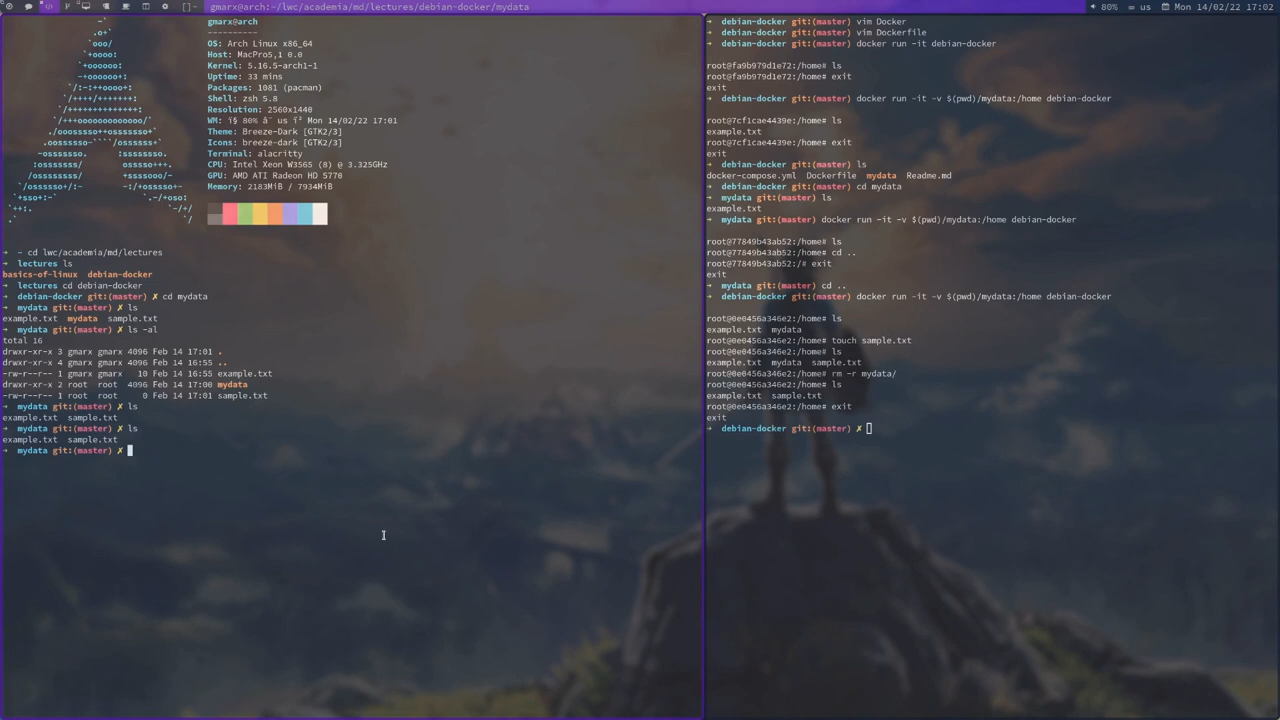 []- gmarx@arch:~/lwc/academia/md/lectures/debian-docker/mydata 80% us Mon 14/02/22 17:02
gmarx@arch
----------
OS: Arch Linux x86_64
Host: MacPro5,1 0.0
Kernel: 5.16.5-arch1-1
Uptime: 33 mins
Packages: 1081 (pacman)
Shell: zsh 5.8
Resolution: 2560x1440
WM: ï§ 80% â¨ us ï² Mon 14/02/22 17:01
Theme: Breeze-Dark [GTK2/3]
Icons: breeze-dark [GTK2/3]
Terminal: alacritty
CPU: Intel Xeon W3565 (8) @ 3.325GHz
GPU: AMD ATI Radeon HD 5770
Memory: 2183MiB / 7934MiB
➜ ~ cd lwc/academia/md/lectures
➜ lectures ls
basics-of-linux debian-docker
➜ lectures cd debian-docker
➜ debian-docker git:(master) ✗ cd mydata
➜ mydata git:(master) ✗ ls
example.txt mydata sample.txt
➜ mydata git:(master) ✗ ls -al
total 16
drwxr-xr-x 3 gmarx gmarx 4096 Feb 14 17:01 .
drwxr-xr-x 4 gmarx gmarx 4096 Feb 14 16:55 ..
-rw-r--r-- 1 gmarx gmarx 10 Feb 14 16:55 example.txt
drwxr-xr-x 2 root root 4096 Feb 14 17:00 mydata
-rw-r--r-- 1 root root 0 Feb 14 17:01 sample.txt
➜ mydata git:(master) ✗ ls
example.txt sample.txt
➜ mydata git:(master) ✗ ls
example.txt sample.txt
➜ mydata git:(master) ✗
➜ debian-docker git:(master) vim Docker
➜ debian-docker git:(master) vim Dockerfile
➜ debian-docker git:(master) docker run -it debian-docker
root@fa9b979d1e72:/home# ls
root@fa9b979d1e72:/home# exit
exit
➜ debian-docker git:(master) docker run -it -v $(pwd)/mydata:/home debian-docker
root@7cf1cae4439e:/home# ls
example.txt
root@7cf1cae4439e:/home# exit
exit
➜ debian-docker git:(master) ls
docker-compose.yml Dockerfile mydata Readme.md
➜ debian-docker git:(master) cd mydata
➜ mydata git:(master) ls
example.txt
➜ mydata git:(master) docker run -it -v $(pwd)/mydata:/home debian-docker
root@77849b43ab52:/home# ls
root@77849b43ab52:/home# cd ..
root@77849b43ab52:/# exit
exit
➜ mydata git:(master) cd ..
➜ debian-docker git:(master) docker run -it -v $(pwd)/mydata:/home debian-docker
root@0e0456a346e2:/home# ls
example.txt mydata
root@0e0456a346e2:/home# touch sample.txt
root@0e0456a346e2:/home# ls
example.txt mydata sample.txt
root@0e0456a346e2:/home# rm -r mydata/
root@0e0456a346e2:/home# ls
example.txt sample.txt
root@0e0456a346e2:/home# exit
exit
➜ debian-docker git:(master) ✗